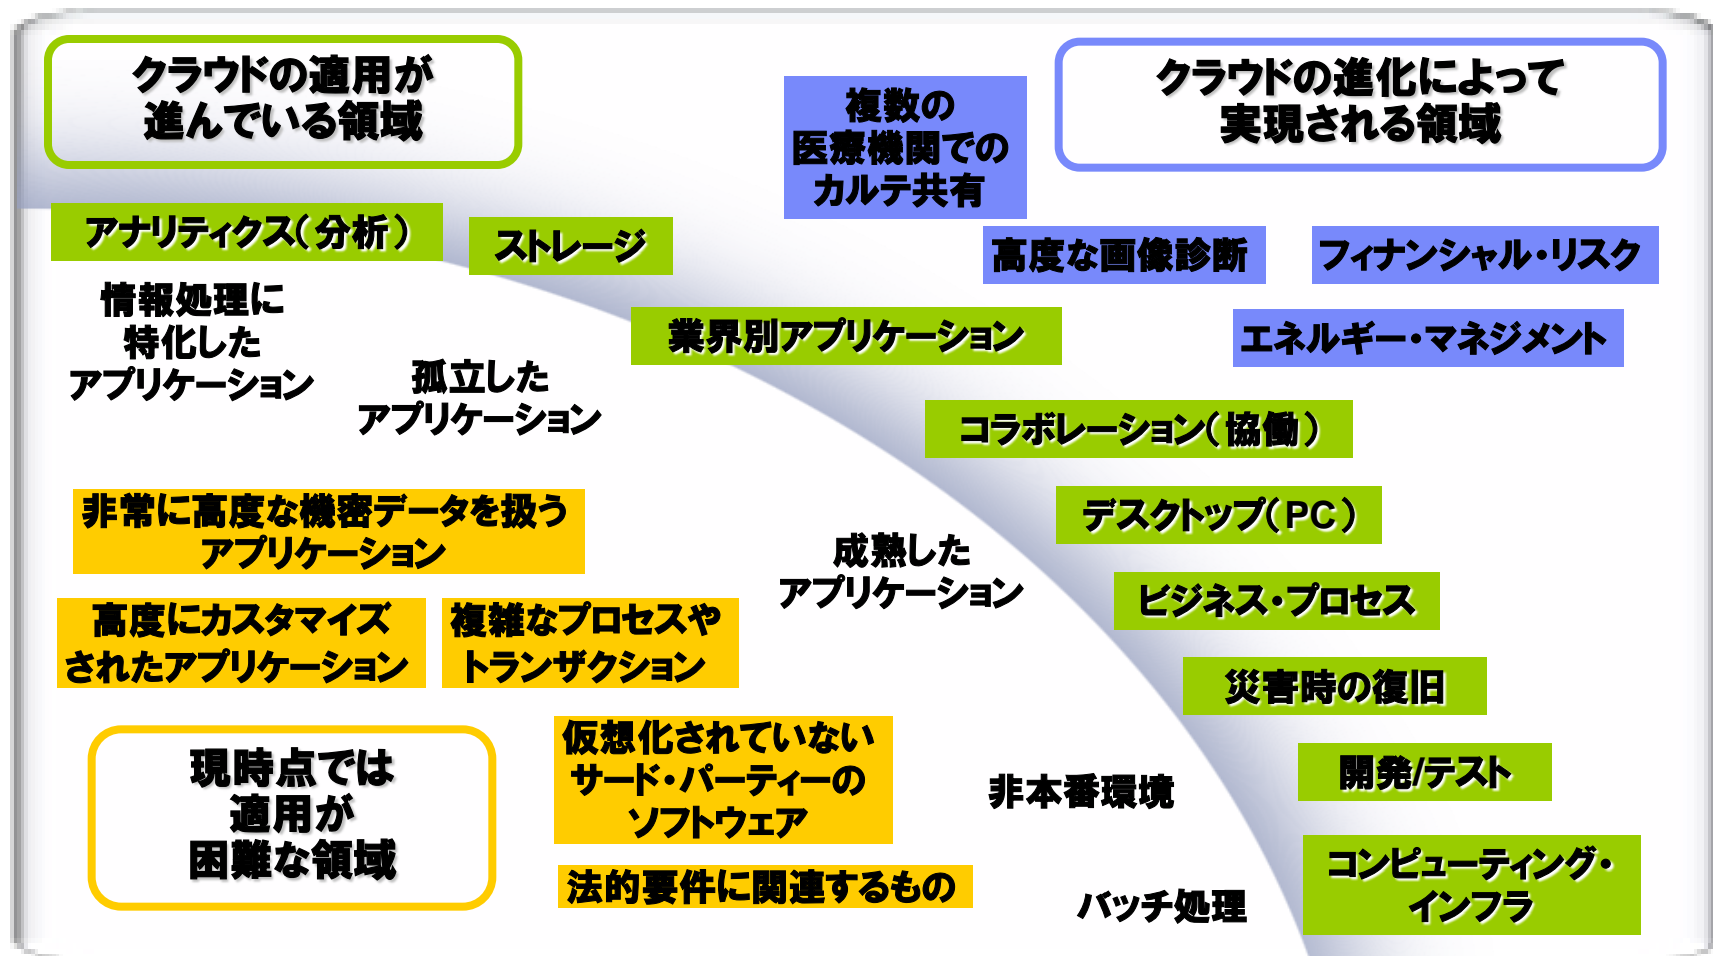 クラウドの適用が
進んでいる領域
クラウドの進化によって
実現される領域
複数の
医療機関での
カルテ共有
アナリティクス（分析）
ストレージ
高度な画像診断
フィナンシャル・リスク
情報処理に
特化した
アプリケーション
業界別アプリケーション
エネルギー・マネジメント
孤立した
アプリケーション
コラボレーション（協働）
非常に高度な機密データを扱う
アプリケーション
デスクトップ（PC）
成熟した
アプリケーション
ビジネス・プロセス
高度にカスタマイズ
されたアプリケーション
複雑なプロセスや
トランザクション
災害時の復旧
現時点では
適用が
困難な領域
仮想化されていない
サード・パーティーの
ソフトウェア
非本番環境
開発/テスト
法的要件に関連するもの
バッチ処理
コンピューティング・
インフラ